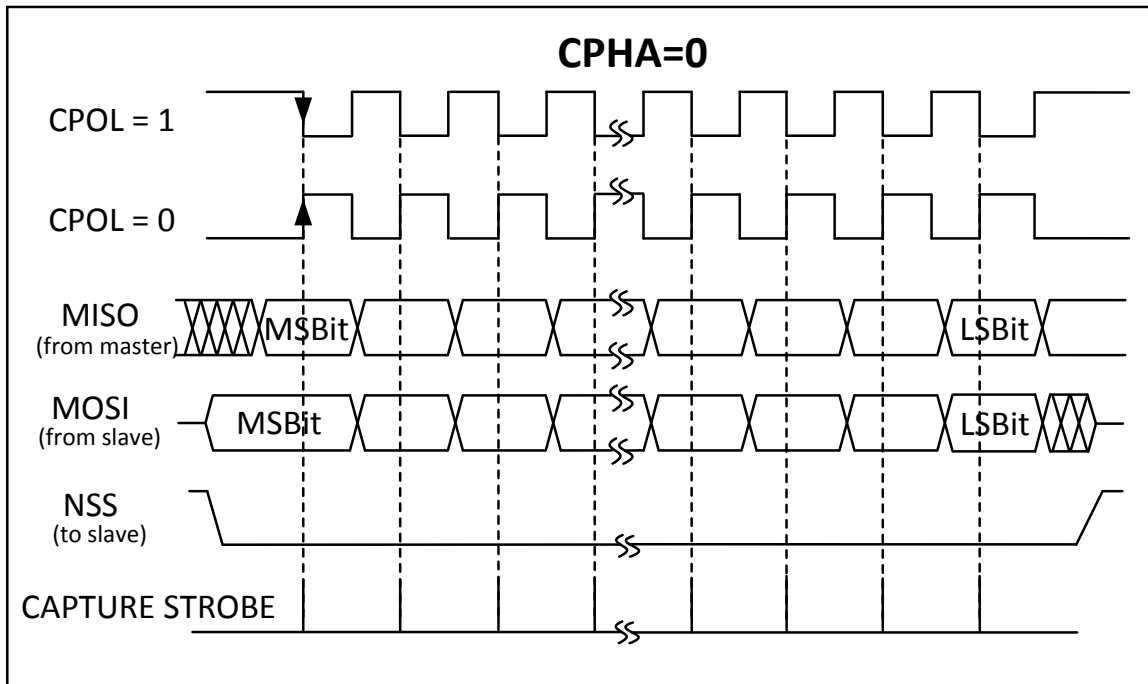 CPHA=0
CPOL = 1
CPOL = 0
MISO
(from master)
MSBit
LSBit
MOSI
(from slave)
MSBit
LSBit
NSS
(to slave)
CAPTURE STROBE